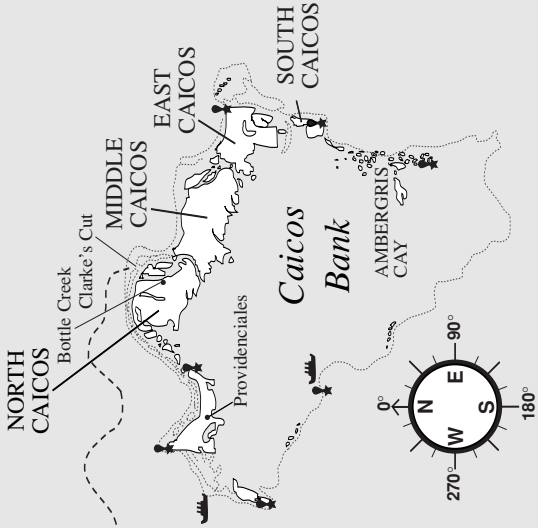 NORTH
CAICOS
Bottle Creek
Clarke's Cut
MIDDLE
CAICOS
EAST
CAICOS
SOUTH
CAICOS
Providenciales
Caicos
Bank
AMBERGRIS
CAY
0°
N
270°
W
E
90°
S
180°